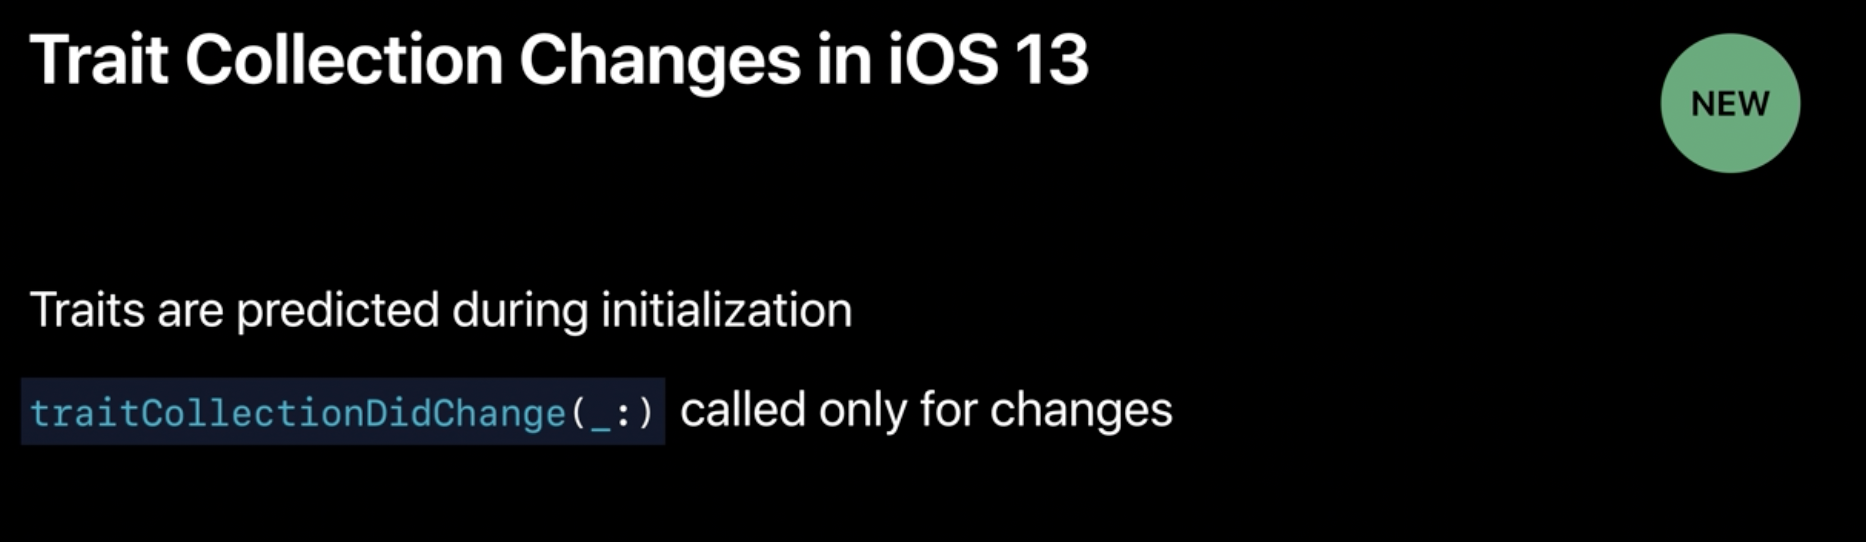 Trait Collection Changes in iOS 13
NEW
Traits are predicted during initialization
traitCollectionDidChange(_:) called only for changes